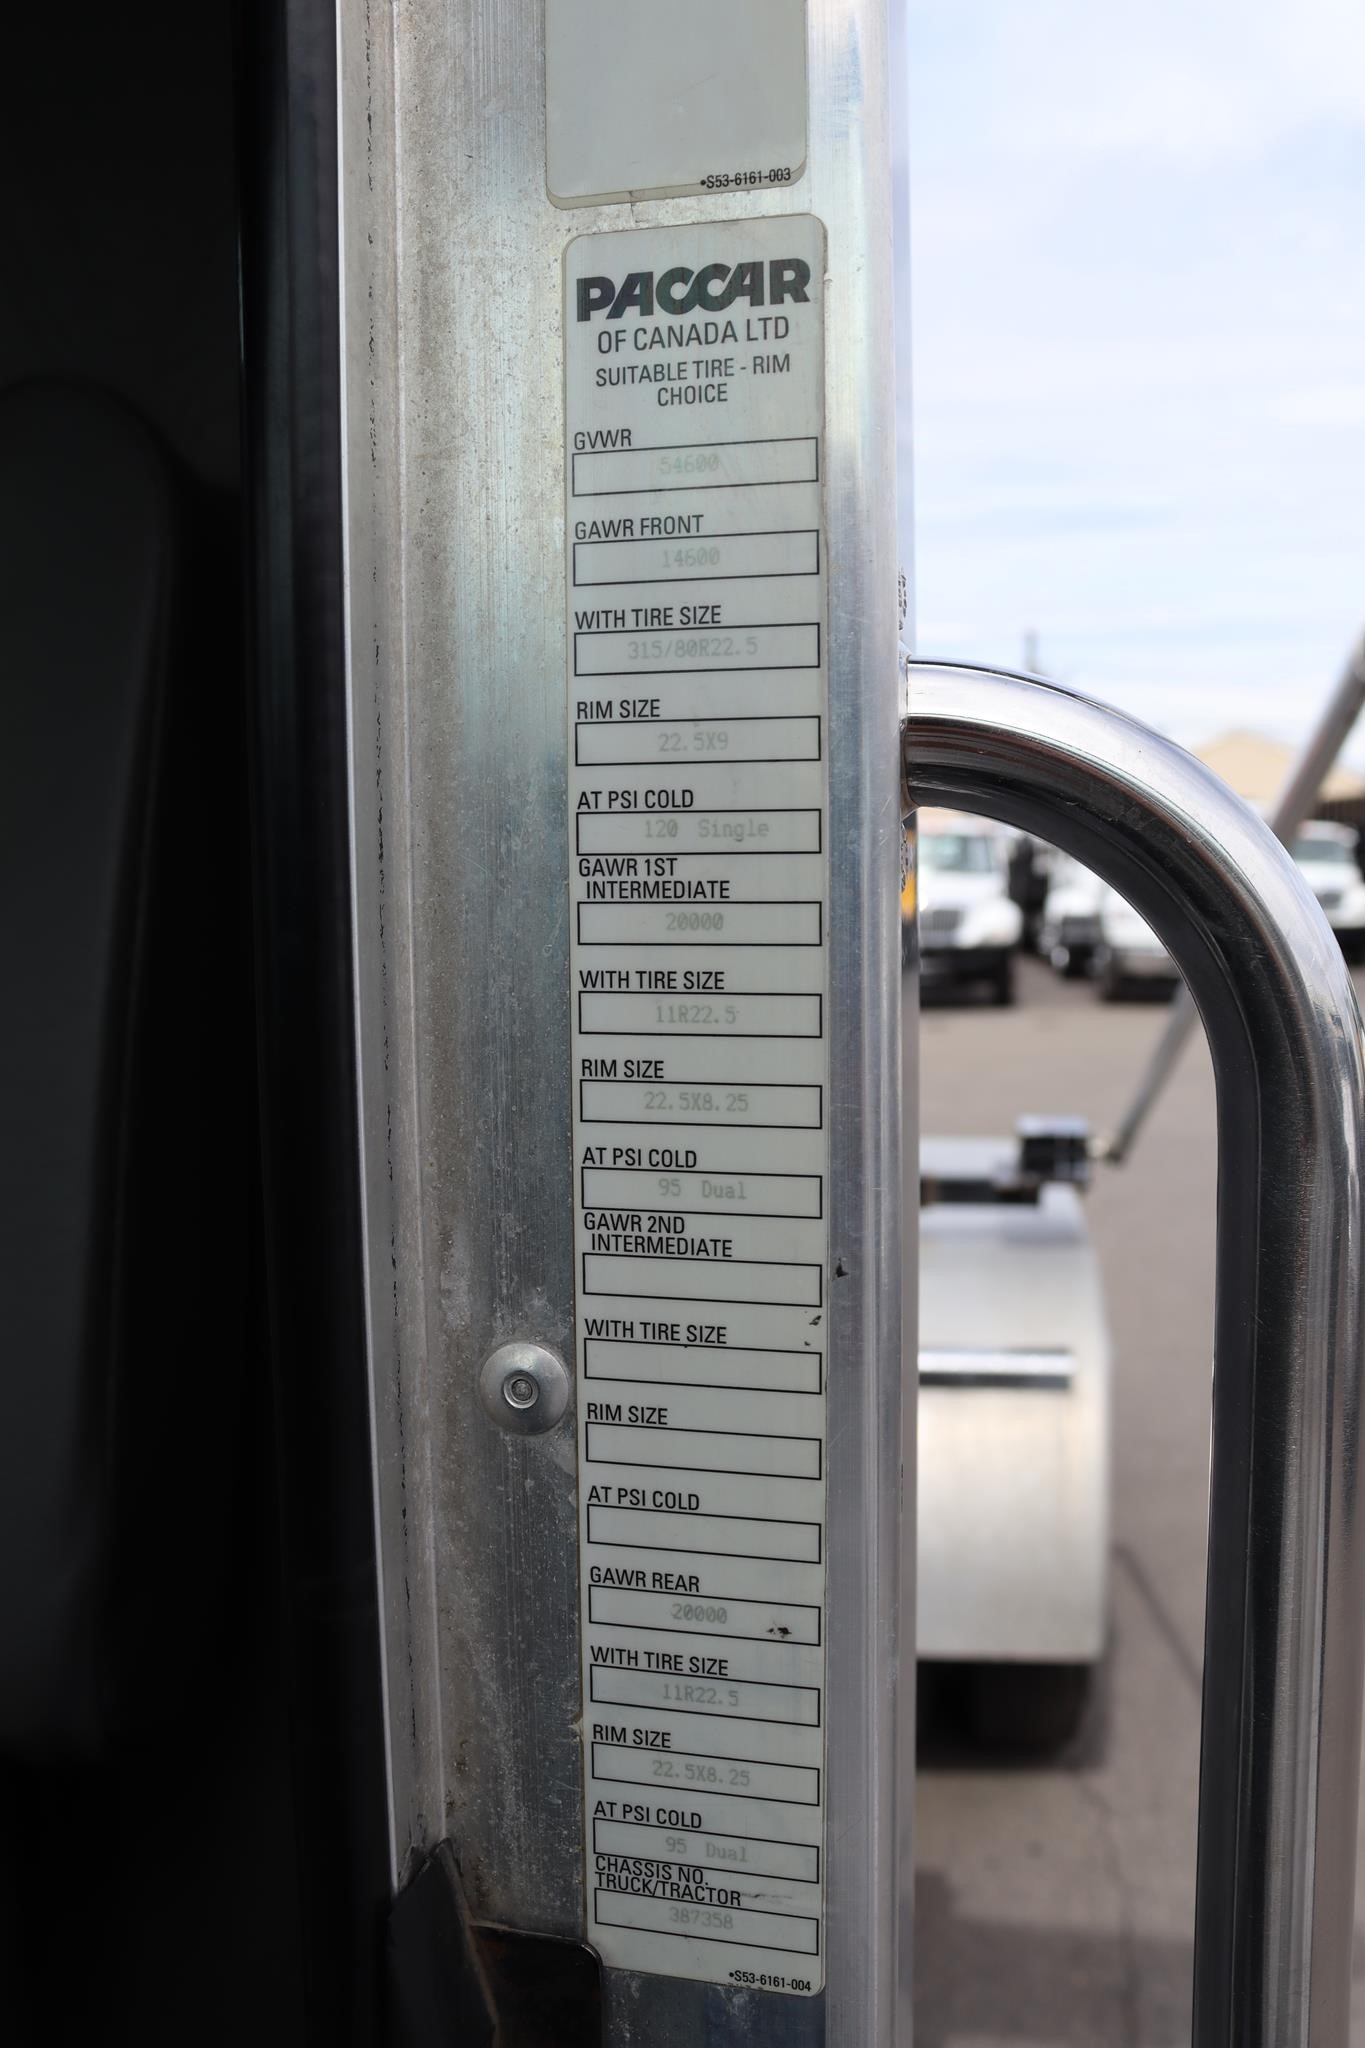 •S53-6161-003
PACCAR
OF CANADA LTD
SUITABLE TIRE - RIM
CHOICE
GVWR
54600
GAWR FRONT
14600
WITH TIRE SIZE
315/80R22.5
RIM SIZE
22.5X9
AT PSI COLD
120 Single
GAWR 1ST
INTERMEDIATE
20000
WITH TIRE SIZE
11R22.5
RIM SIZE
22.5X8.25
AT PSI COLD
95 Dual
GAWR 2ND
INTERMEDIATE
WITH TIRE SIZE
RIM SIZE
AT PSI COLD
GAWR REAR
20000
WITH TIRE SIZE
11R22.5
RIM SIZE
22.5X8.25
AT PSI COLD
95 Dual
CHASSIS NO.
TRUCK/TRACTOR
387358
•S53-6161-004